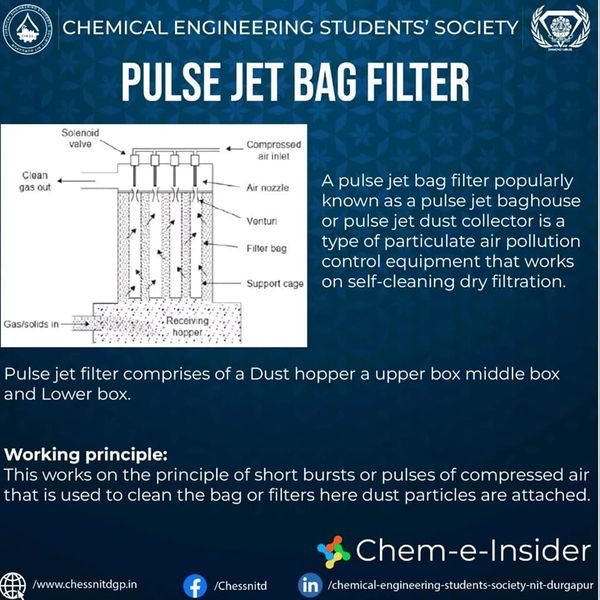 CHEMICAL ENGINEERING STUDENTS' SOCIETY
PULSE JET BAG FILTER
Solenoid
valve
Compressed
air inlet
Clean
gas out
Air nozzle
Venturi
Filter bag
Support cage
Gas/solids in
Receiving
hopper
A pulse jet bag filter popularly
known as a pulse jet baghouse
or pulse jet dust collector is a
type of particulate air pollution
control equipment that works
on self-cleaning dry filtration.
Pulse jet filter comprises of a Dust hopper a upper box middle box
and Lower box.
Working principle:
This works on the principle of short bursts or pulses of compressed air
that is used to clean the bag or filters here dust particles are attached.
Chem-e-Insider
/www.chessnitdgp.in
/Chessnitd
/chemical-engineering-students-society-nit-durgapur